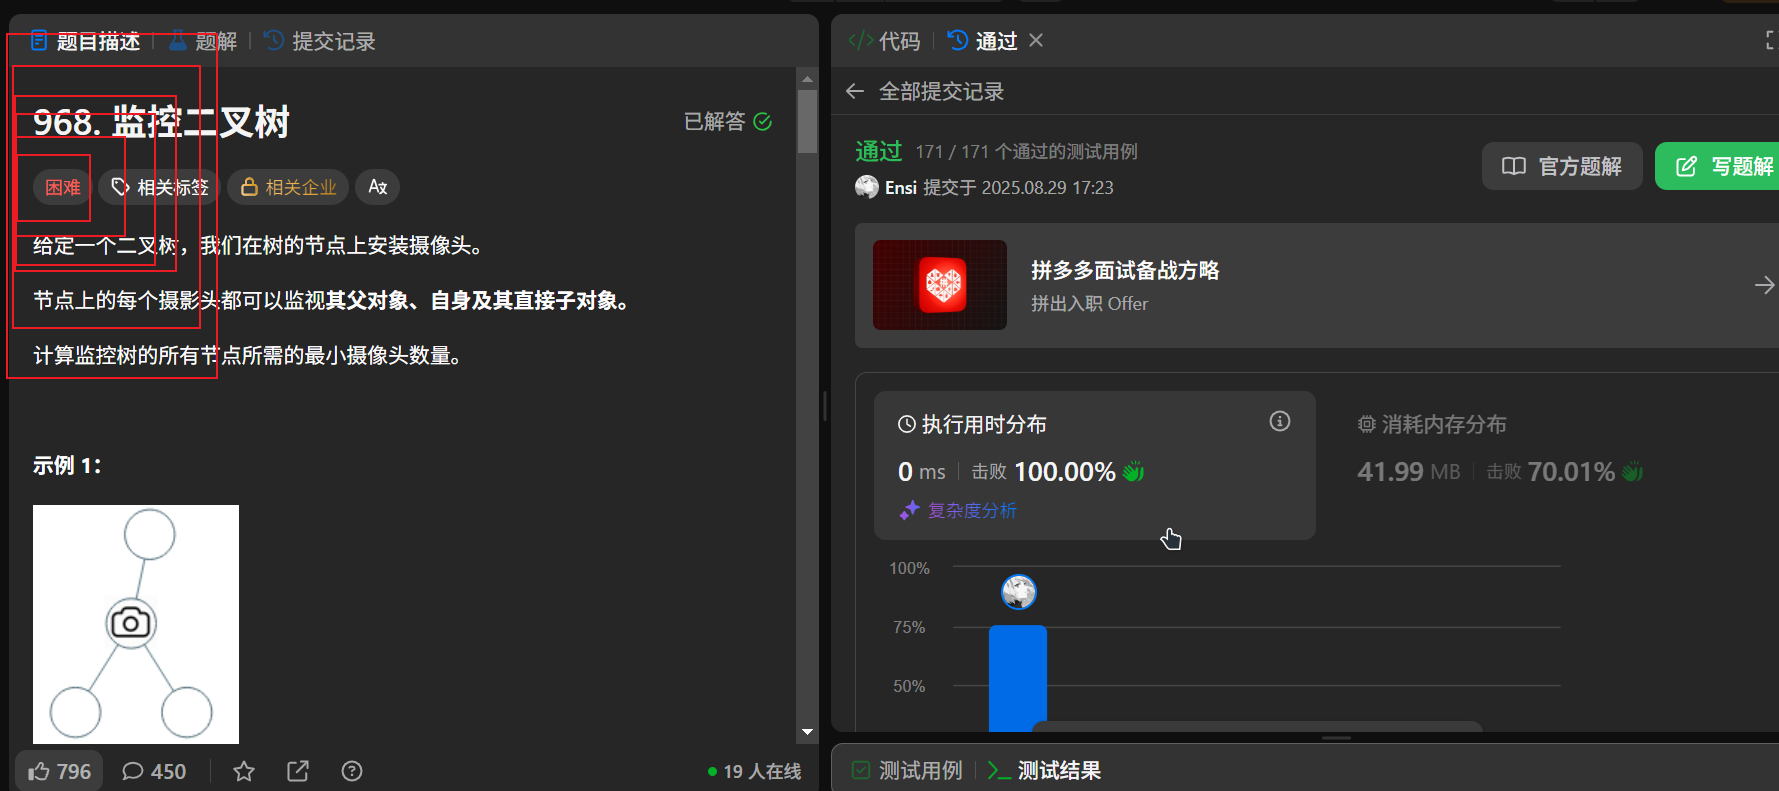 题目描述
题解
提交记录
968. 监控二叉树
已解答
困难
相关标签
相关企业
给定一个二叉树，我们在树的节点上安装摄像头。
节点上的每个摄影头都可以监视其父对象、自身及其直接子对象。
计算监控树的所有节点所需的最小摄像头数量。
示例 1：
796
450
19 人在线
代码
通过
全部提交记录
通过 171 / 171 个通过的测试用例
Ensi 提交于 2025.08.29 17:23
官方题解
写题解
拼多多面试备战方略
拼出入职 Offer
执行用时分布
0 ms 击败 100.00%
复杂度分析
消耗内存分布
41.99 MB 击败 70.01%
100%
75%
50%
测试用例
测试结果